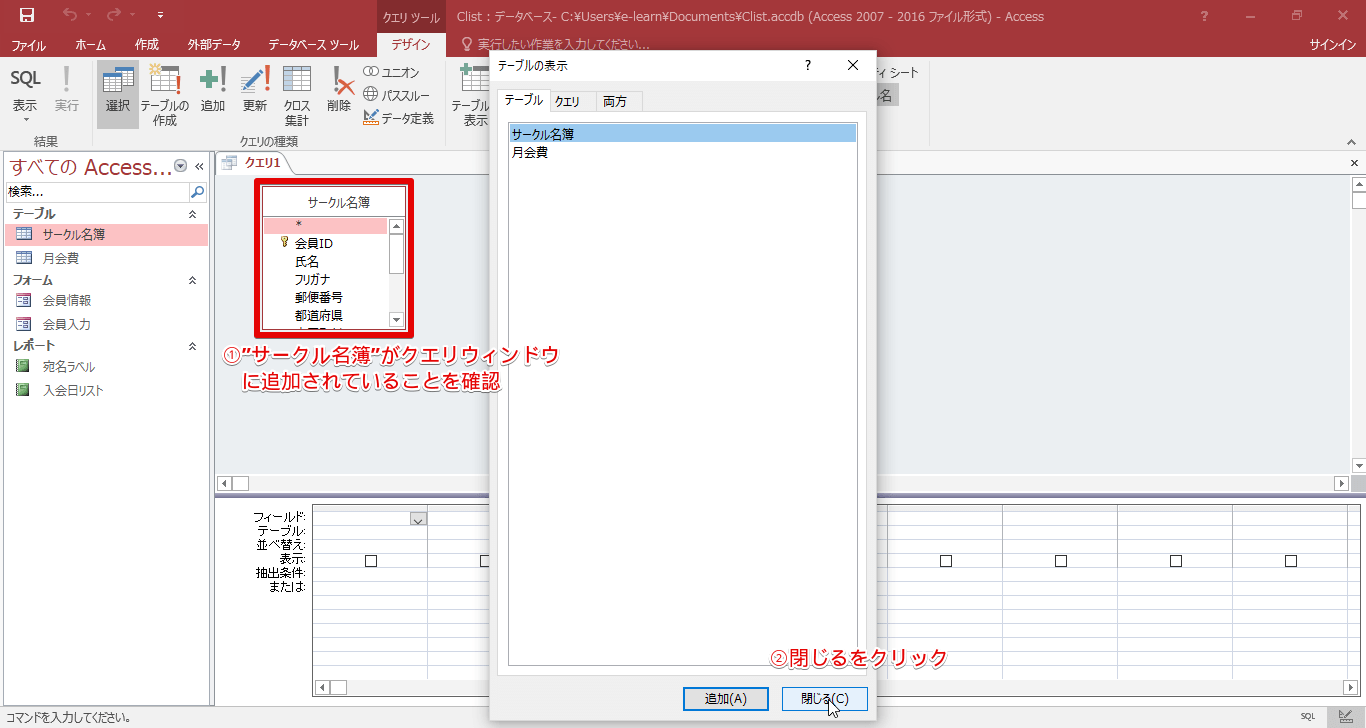 クエリ ツール
Clist : データベース- C:¥Users¥e-learn¥Documents¥Clist.accdb (Access 2007 - 2016 ファイル形式) - Access
?
ファイル
ホーム
作成
外部データ
データベース ツール
デザイン
実行したい作業を入力してください...
サインイン
SQL
表示
実行
結果
選択
テーブルの
作成
追加
更新
クロス
集計
削除
ユニオン
パススルー
データ定義
クエリの種類
テーブル
表示
ティ シート
名
すべての Access...
検索...
テーブル
サークル名簿
月会費
フォーム
会員情報
会員入力
レポート
宛名ラベル
入会日リスト
クエリ1
サークル名簿
*
会員ID
氏名
フリガナ
郵便番号
都道府県
①”サークル名簿”がクエリウィンドウ
に追加されていることを確認
テーブルの表示
?
テーブル
クエリ
両方
サークル名簿
月会費
②閉じるをクリック
追加(A)
閉じる(C)
フィールド:
テーブル:
並べ替え:
表示:
抽出条件:
または:
コマンドを入力してください。
SQL